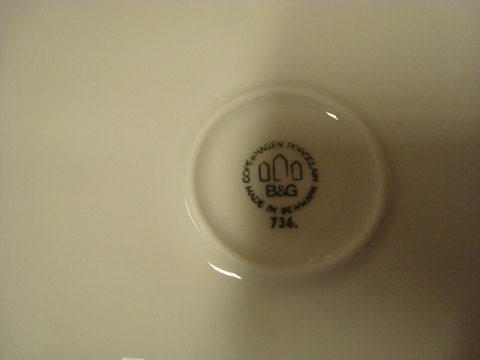 COPENHAGEN PORCELAIN
B&G
MADE IN DENMARK
736.